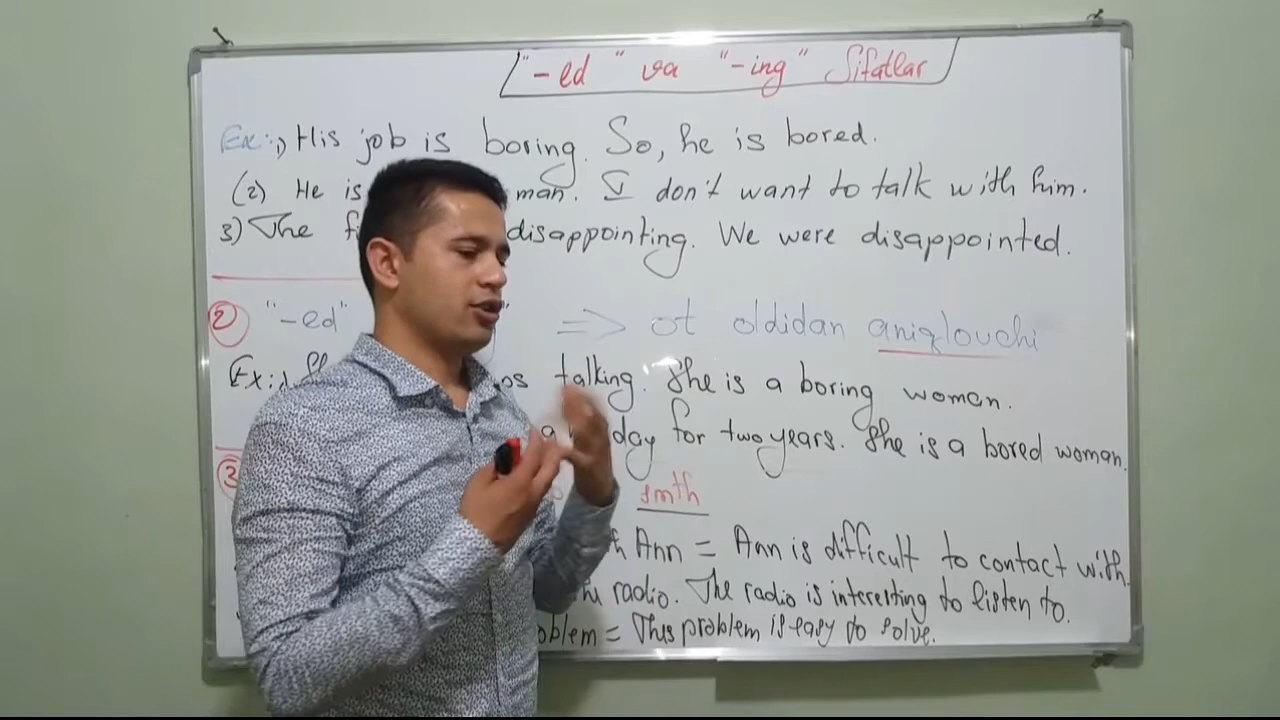 "-ed" va "-ing" Sifatlar
Ex:1) His job is boring. So, he is bored.
(2) He is man. I don't want to talk with him.
3) The disappointing. We were disappointed.
2 "-ed" => ot oldidan aniqlovchi
Ex: talking. She is a boring woman.
day for two years. She is a bored woman.
3 smth
Ann = Ann is difficult to contact with
radio. The radio is interesting to listen to.
= This problem is easy to solve.